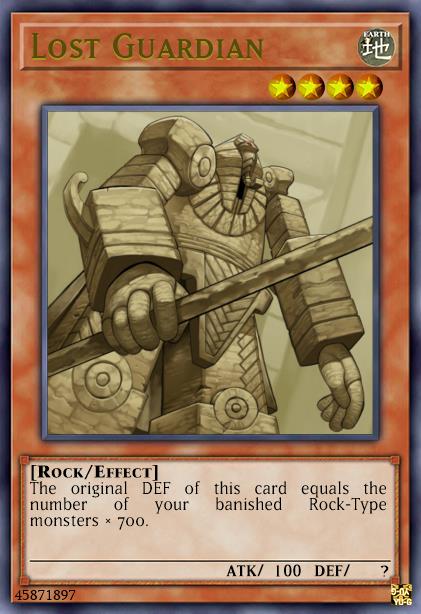 LOST GUARDIAN
EARTH
地
[ROCK/EFFECT]
The original DEF of this card equals the
number of your banished Rock-Type
monsters × 700.
ATK/ 100 DEF/ ?
45871897